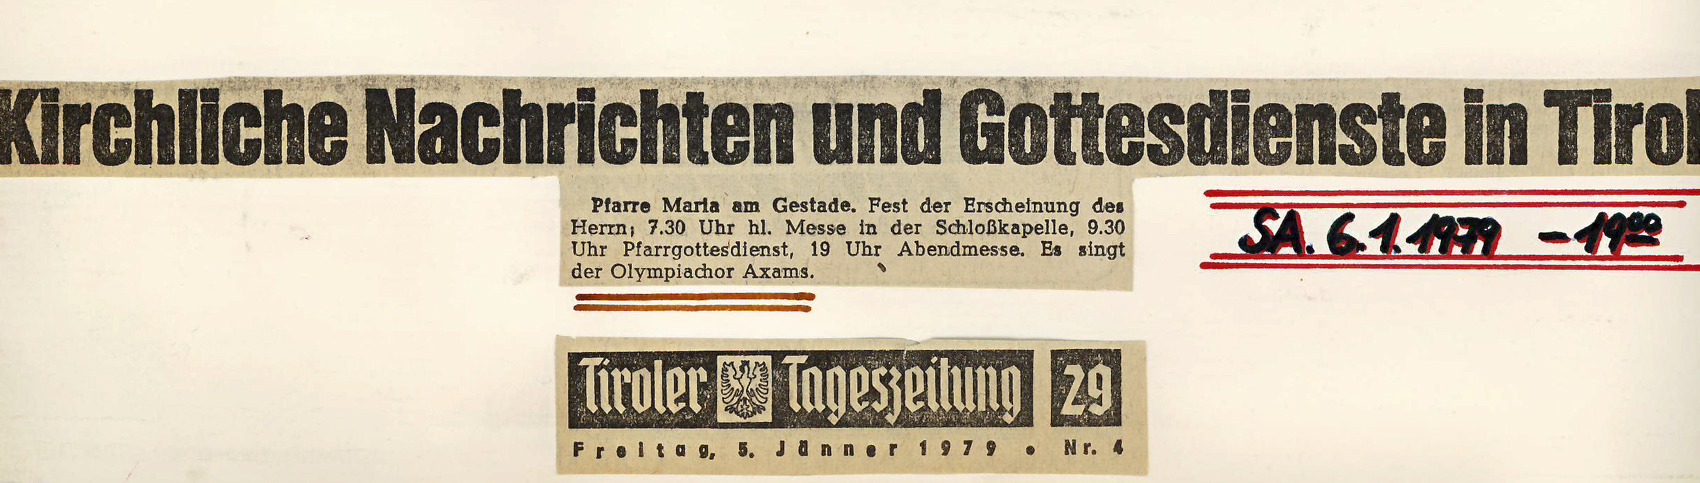 Kirchliche Nachrichten und Gottesdienste in Tirol
Pfarre Maria am Gestade. Fest der Erscheinung des
Herrn; 7.30 Uhr hl. Messe in der Schloßkapelle, 9.30
Uhr Pfarrgottesdienst, 19 Uhr Abendmesse. Es singt
der Olympiachor Axams.
SA. 6.1.1979 - 19 00
Tiroler Tageszeitung 29
Freitag, 5. Jänner 1979 • Nr. 4